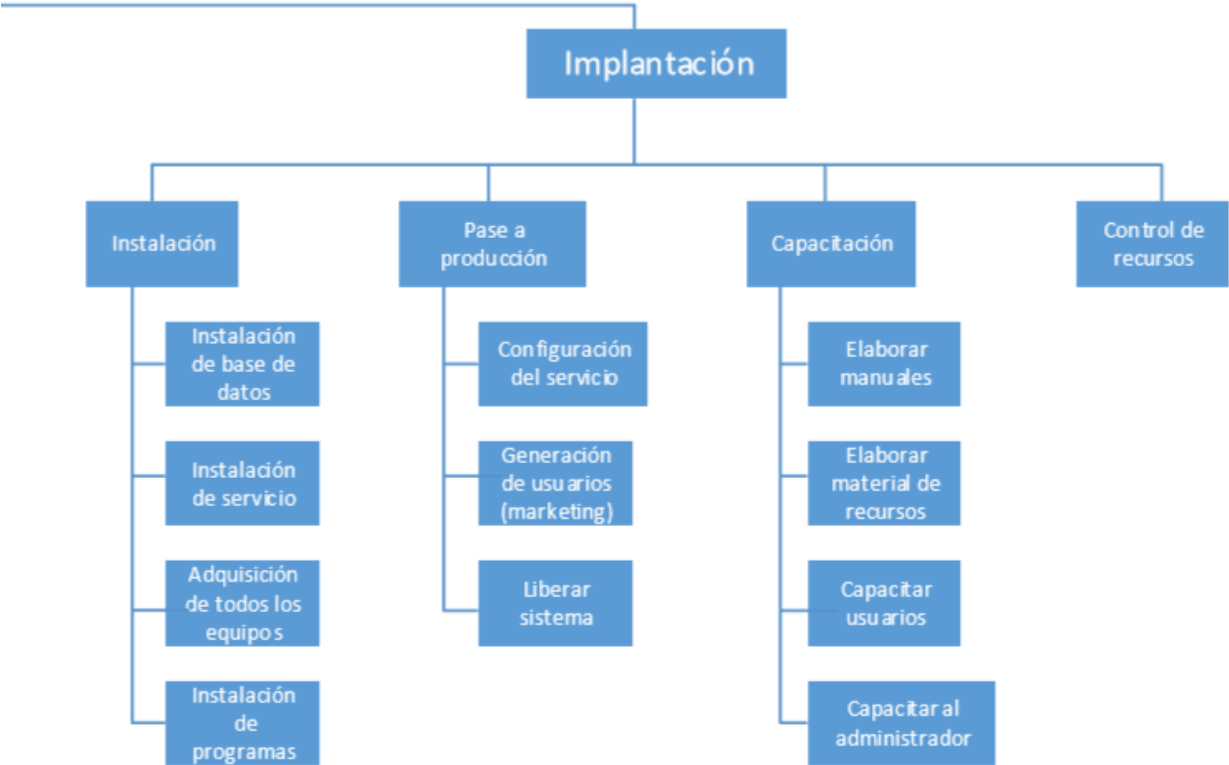 Implantación
Instalación
Pase a
producción
Capacitación
Control de
recursos
Instalación
de base de
datos
Instalación
de servicio
Adquisición
de todos los
equipos
Instalación
de
programas
Configuración
del servicio
Generación
de usuarios
(marketing)
Liberar
sistema
Elaborar
manuales
Elaborar
material de
recursos
Capacitar
usuarios
Capacitar al
administrador